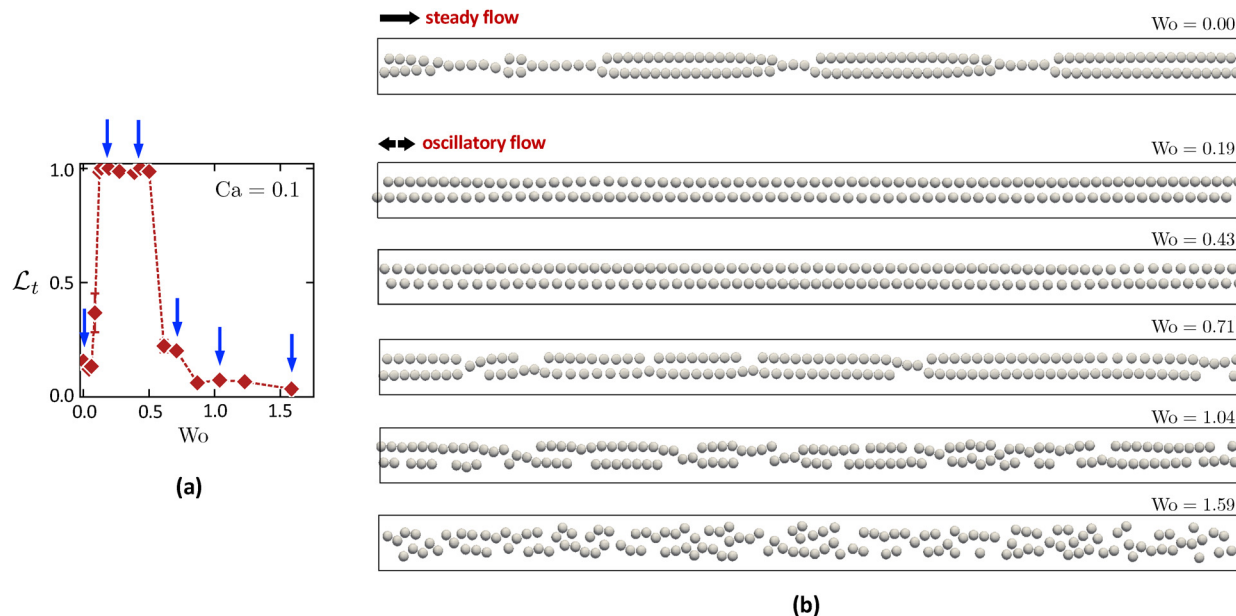 Ca = 0.1
1.0
0.5
0.0
ℒt
0.0 0.5 1.0 1.5
Wo
(a)
steady flow
Wo = 0.00
oscillatory flow
Wo = 0.19
Wo = 0.43
Wo = 0.71
Wo = 1.04
Wo = 1.59
(b)